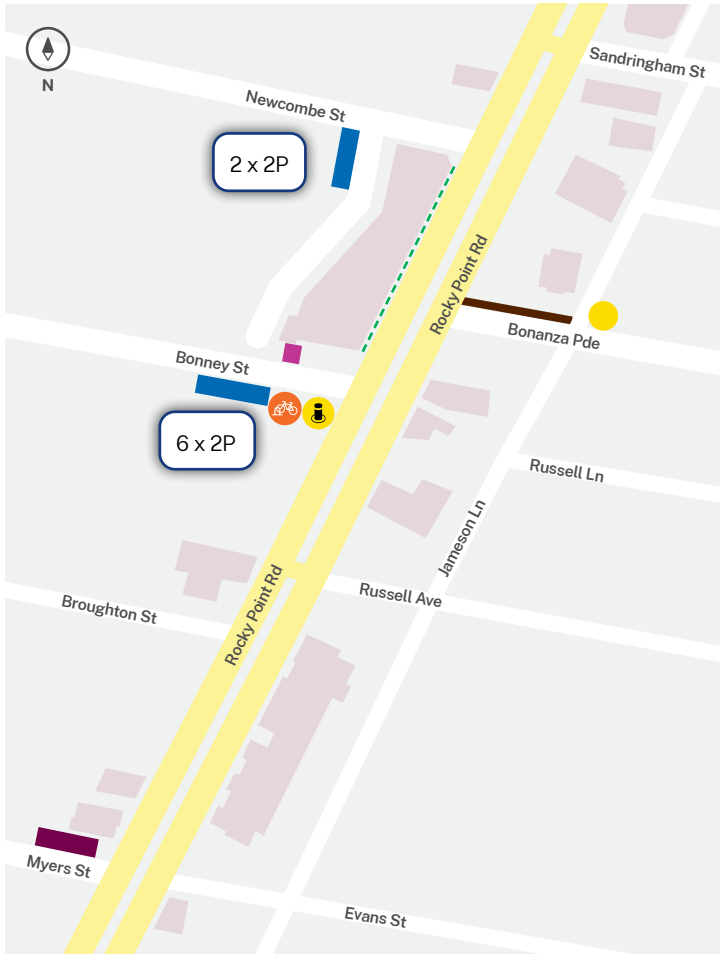 Sandringham St
N
Newcombe St
2 x 2P
Rocky Point Rd
Bonanza Pde
Bonney St
6 x 2P
Russell Ln
Jameson Ln
Rocky Point Rd
Russell Ave
Broughton St
Myers St
Evans St